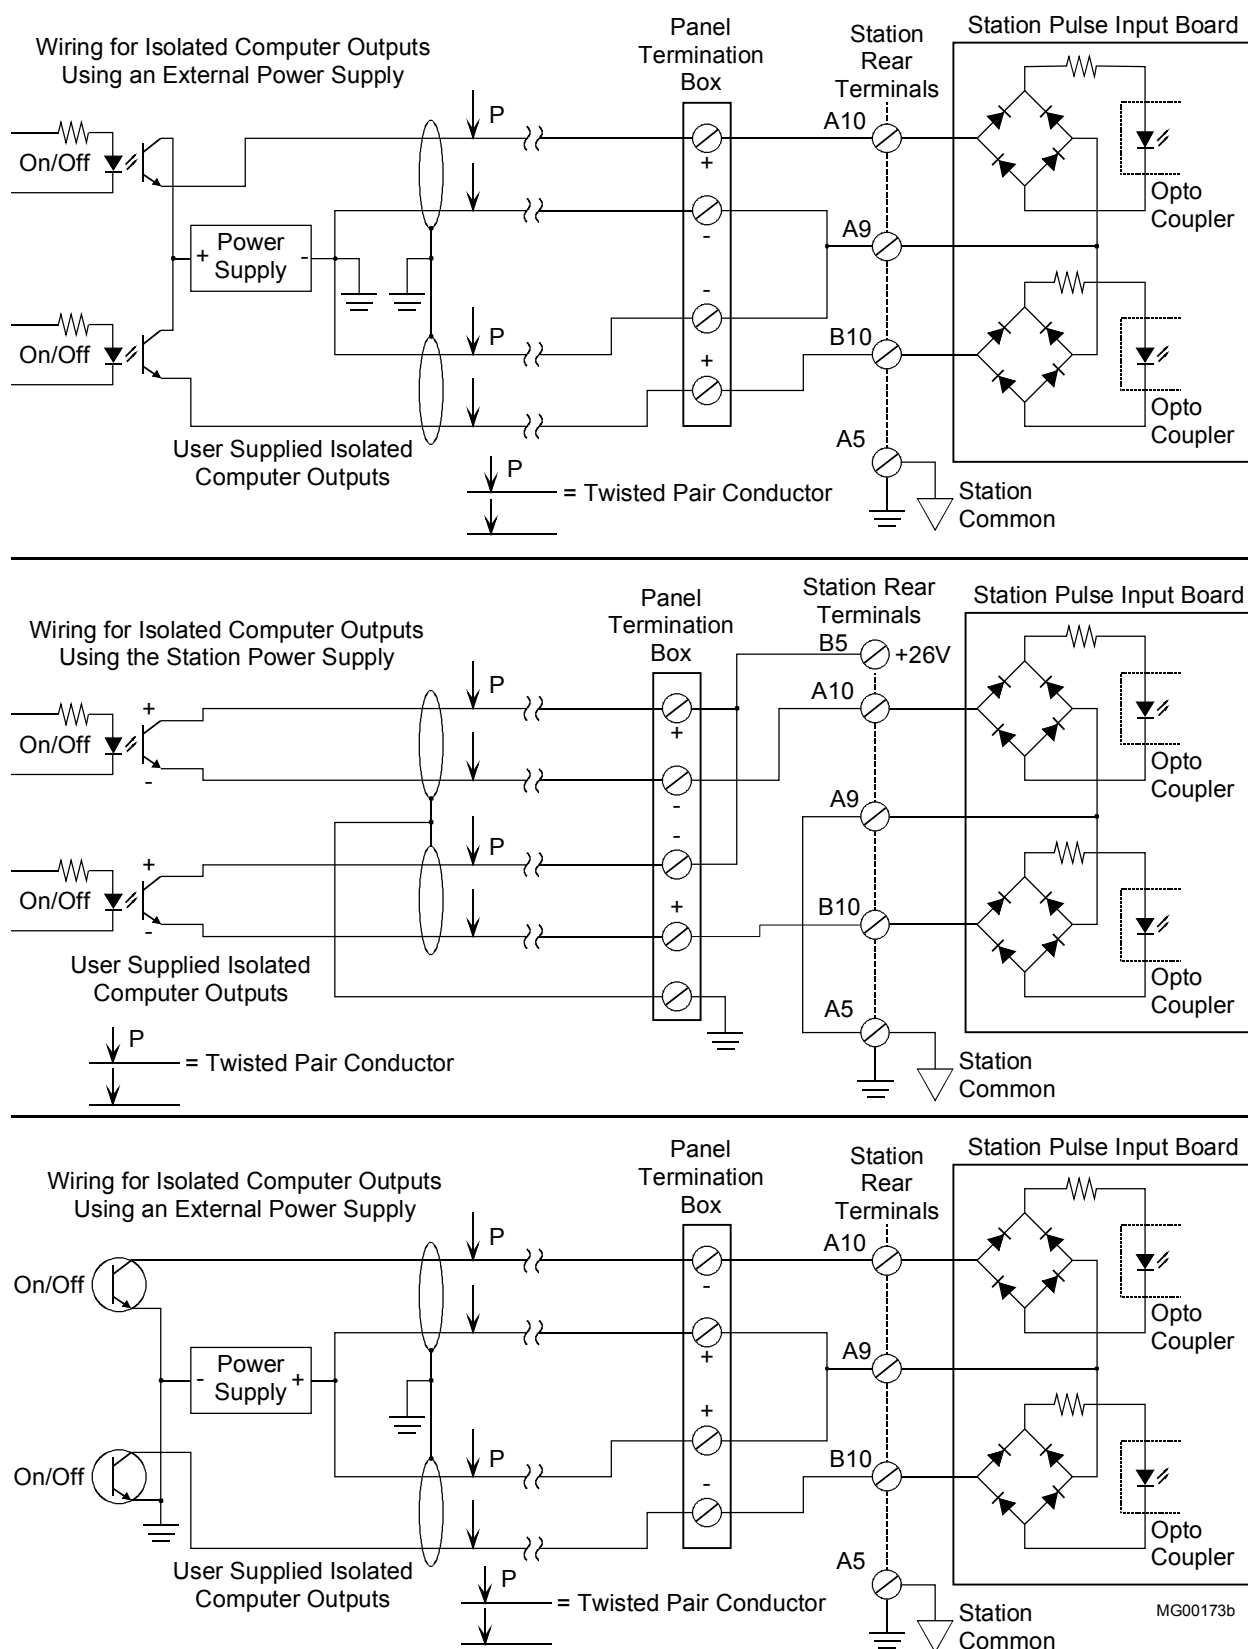 Wiring for Isolated Computer Outputs
Using an External Power Supply
Panel
Termination
Box
Station
Rear
Terminals
Station Pulse Input Board
P
A10
On/Off
+
Opto
Coupler
-
A9
+
Power
Supply
-
-
P
B10
On/Off
+
Opto
Coupler
User Supplied Isolated
Computer Outputs
A5
P
= Twisted Pair Conductor
Station
Common
Wiring for Isolated Computer Outputs
Using the Station Power Supply
Panel
Termination
Box
Station Rear
Terminals
Station Pulse Input Board
B5
+26V
P
A10
+
On/Off
-
+
-
Opto
Coupler
A9
-
P
+
On/Off
-
+
B10
User Supplied Isolated
Computer Outputs
Opto
Coupler
A5
P
= Twisted Pair Conductor
Station
Common
Wiring for Isolated Computer Outputs
Using an External Power Supply
Panel
Termination
Box
Station
Rear
Terminals
Station Pulse Input Board
P
A10
On/Off
-
Opto
Coupler
+
A9
-
Power
Supply
+
+
P
B10
On/Off
-
Opto
Coupler
User Supplied Isolated
Computer Outputs
A5
P
= Twisted Pair Conductor
Station
Common
MG00173b